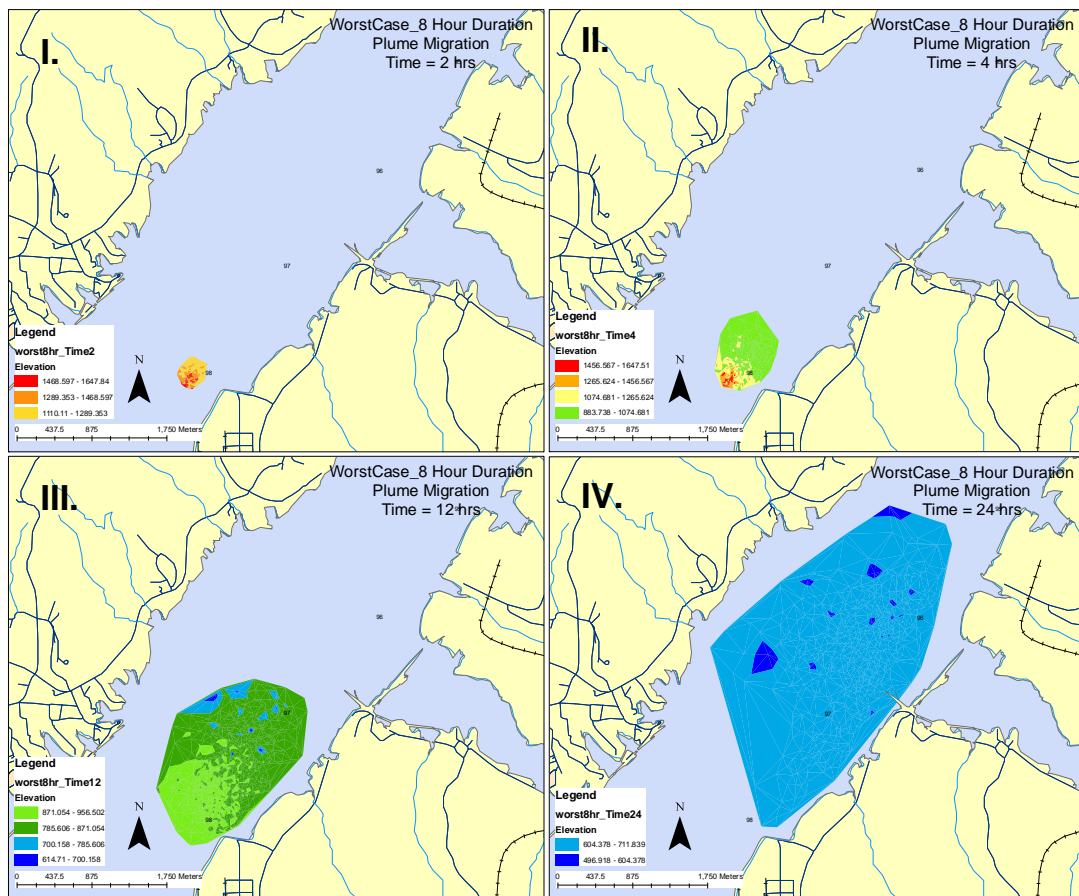 I.
WorstCase_8 Hour Duration
Plume Migration
Time = 2 hrs
96
97
98
Legend
worst8hr_Time2
Elevation
1468.597 - 1647.84
1289.353 - 1468.597
1110.11 - 1289.353
N
0 437.5 875 1,750 Meters
II.
WorstCase_8 Hour Duration
Plume Migration
Time = 4 hrs
96
97
98
Legend
worst8hr_Time4
Elevation
1456.567 - 1647.51
1265.624 - 1456.567
1074.681 - 1265.624
883.738 - 1074.681
N
0 437.5 875 1,750 Meters
III.
WorstCase_8 Hour Duration
Plume Migration
Time = 12 hrs
96
97
98
Legend
worst8hr_Time12
Elevation
871.054 - 956.502
785.606 - 871.054
700.158 - 785.606
614.71 - 700.158
N
0 437.5 875 1,750 Meters
IV.
WorstCase_8 Hour Duration
Plume Migration
Time = 24 hrs
96
97
98
Legend
worst8hr_Time24
Elevation
604.378 - 711.839
496.918 - 604.378
N
0 437.5 875 1,750 Meters